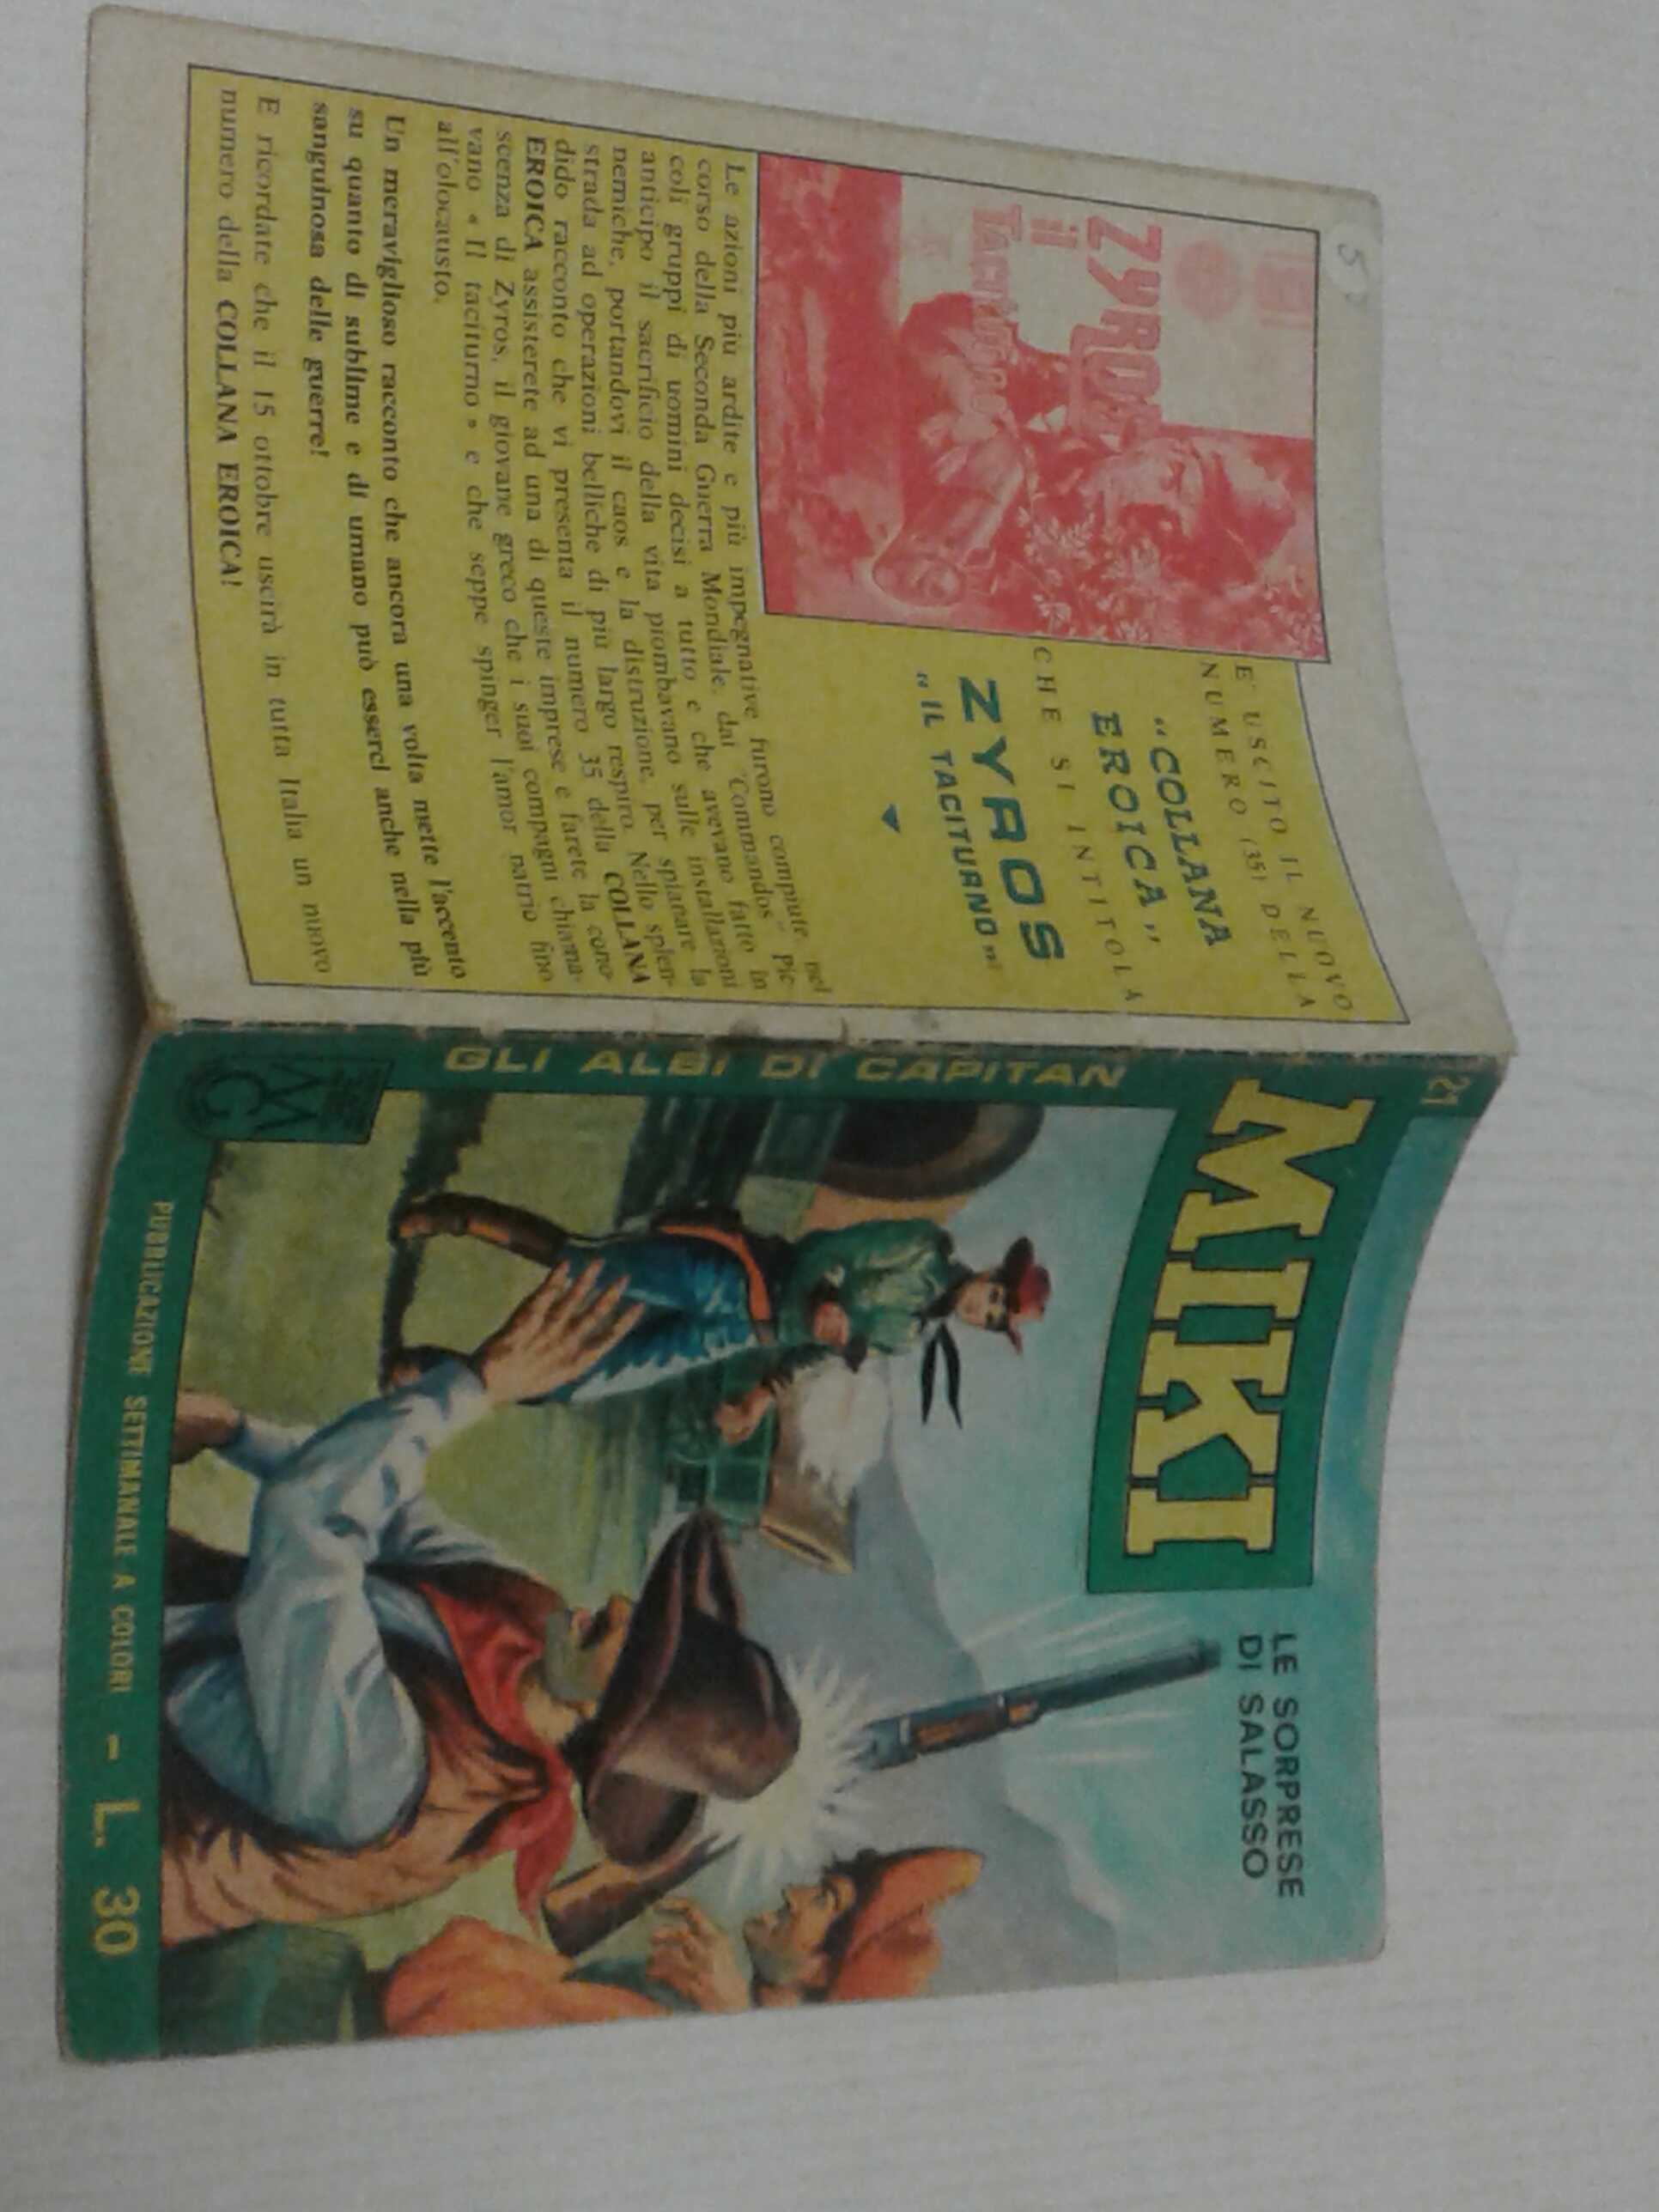 5
ZYROS
il
E' USCITO IL NUOVO
NUMERO (35) DELLA
"COLLANA
EROICA"
CHE SI INTITOLA
ZYROS
"IL TACITURNO"
Le azioni più ardite e più impegnative furono compiute, nel
corso della Seconda Guerra Mondiale, dai "Commandos" pic-
coli gruppi di uomini decisi a tutto e che avevano fatto in
anticipo il sacrificio della vita piombavano sulle installazioni
nemiche, portandovi il caos e la distruzione, per spianare la
strada ad operazioni belliche di più largo respiro. Nello splen-
dido racconto che vi presenta il numero 35 della COLLANA
EROICA assisterete ad una di queste imprese e farete la cono-
scenza di Zyros, il giovane greco che i suoi compagni chiama-
vano « Il taciturno » e che seppe spinger l'amor patrio fino
all'olocausto.
Un meraviglioso racconto che ancora una volta mette l'accento
su quanto di sublime e di umano può esserci anche nella più
sanguinosa delle guerre!
E ricordate che il 15 ottobre uscirà in tutta Italia un nuovo
numero della COLLANA EROICA!
21
GLI ALBI DI CAPITAN
MIKI
LE SORPRESE
DI SALASSO
PUBBLICAZIONE SETTIMANALE A COLORI - L. 30